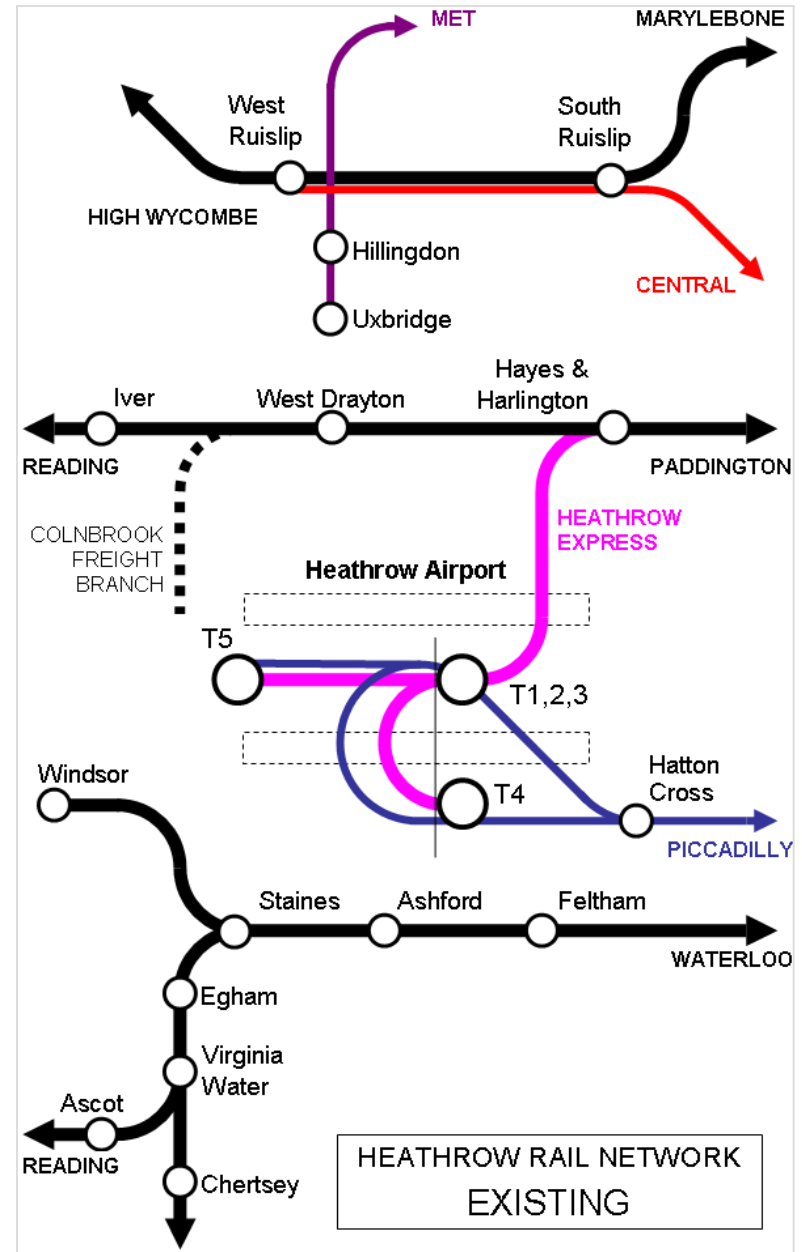 MET
MARYLEBONE
West
Ruislip
South
Ruislip
HIGH WYCOMBE
Hillingdon
CENTRAL
Uxbridge
Hayes &
Harlington
Iver
West Drayton
READING
PADDINGTON
HEATHROW
EXPRESS
COLNBROOK
FREIGHT
BRANCH
Heathrow Airport
T5
T1,2,3
Windsor
Hatton
Cross
T4
PICCADILLY
Staines
Ashford
Feltham
WATERLOO
Egham
Virginia
Water
Ascot
READING
Chertsey
HEATHROW RAIL NETWORK
EXISTING